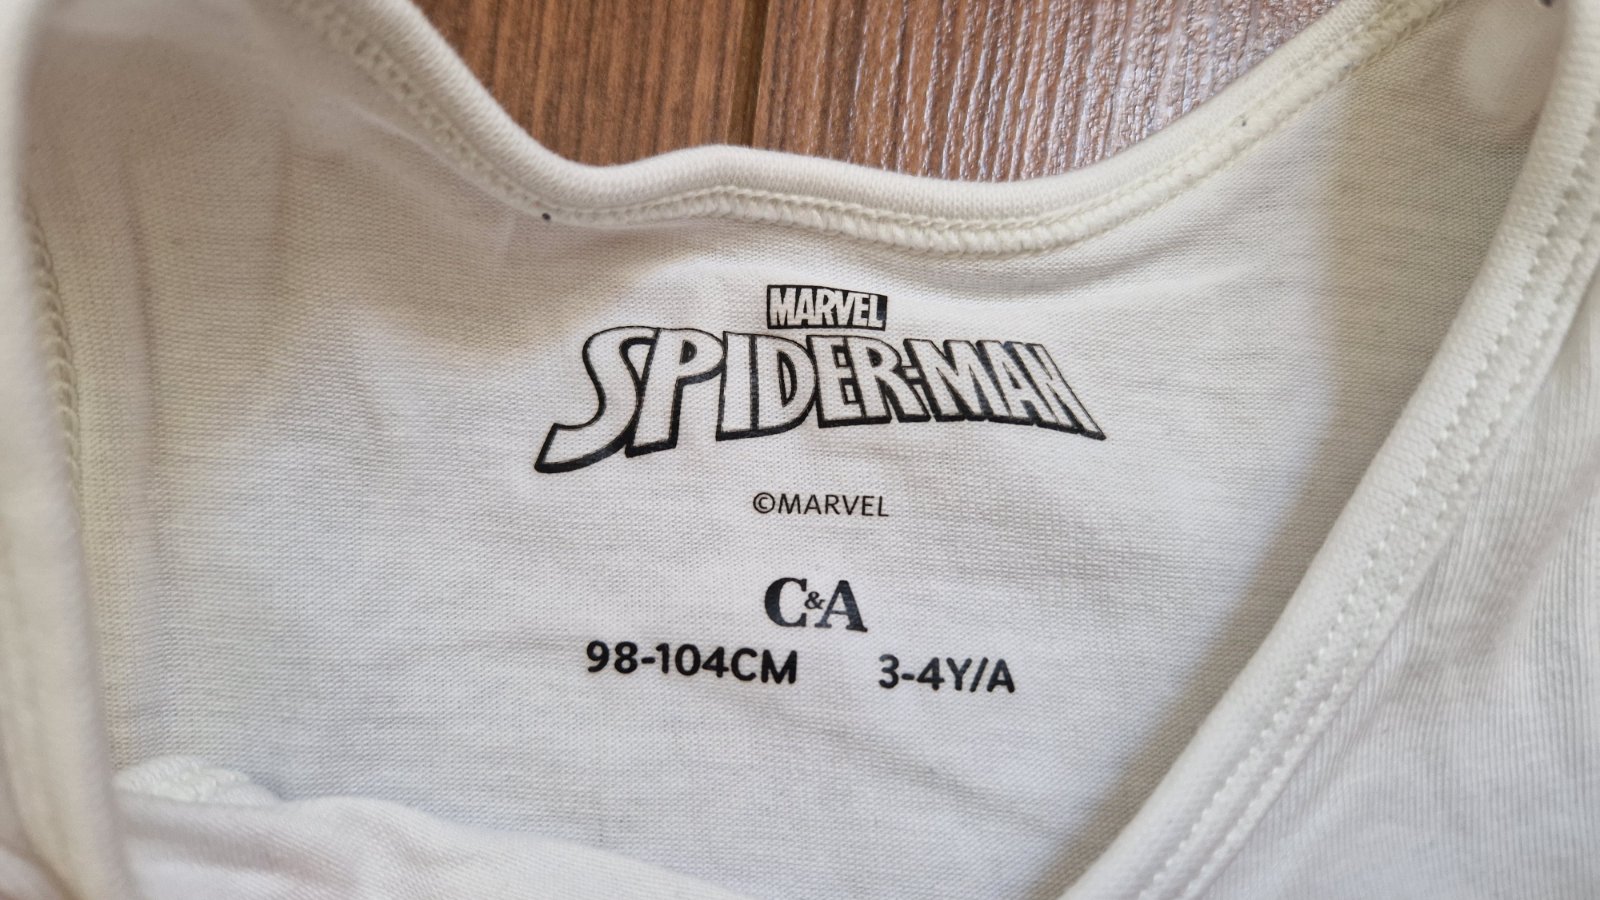 MARVEL
SPIDER-MAN
©MARVEL
C&A
98-104CM 3-4Y/A